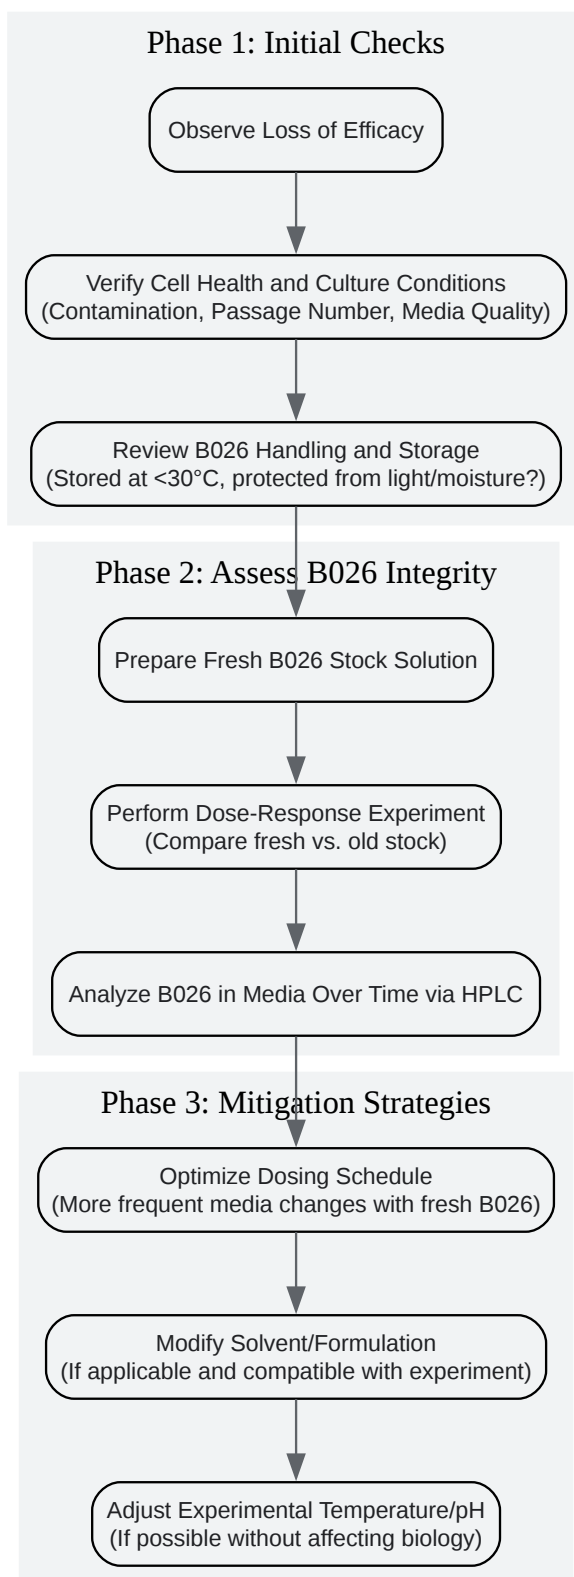 Phase 1: Initial Checks
Observe Loss of Efficacy
Verify Cell Health and Culture Conditions
(Contamination, Passage Number, Media Quality)
Review B026 Handling and Storage
(Stored at <30°C, protected from light/moisture?)
Phase 2: Assess B026 Integrity
Prepare Fresh B026 Stock Solution
Perform Dose-Response Experiment
(Compare fresh vs. old stock)
Analyze B026 in Media Over Time via HPLC
Phase 3: Mitigation Strategies
Optimize Dosing Schedule
(More frequent media changes with fresh B026)
Modify Solvent/Formulation
(If applicable and compatible with experiment)
Adjust Experimental Temperature/pH
(If possible without affecting biology)